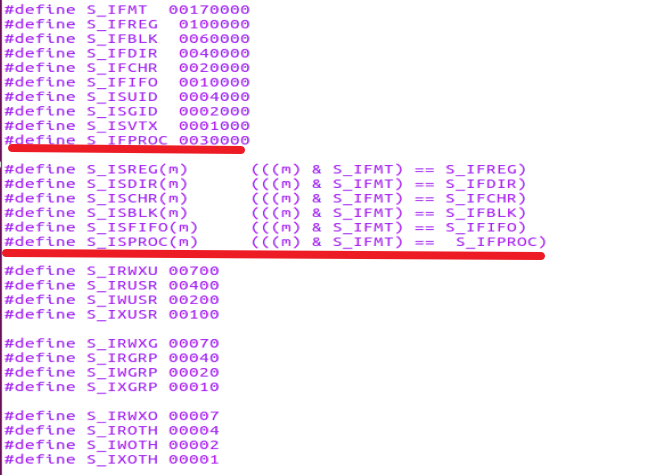 #define S_IFMT  00170000
#define S_IFREG  0100000
#define S_IFBLK  0060000
#define S_IFDIR  0040000
#define S_IFCHR  0020000
#define S_IFIFO  0010000
#define S_ISUID  0004000
#define S_ISGID  0002000
#define S_ISVTX  0001000
#define S_IFPROC 0030000
#define S_ISREG(m)      (((m) & S_IFMT) == S_IFREG)
#define S_ISDIR(m)      (((m) & S_IFMT) == S_IFDIR)
#define S_ISCHR(m)      (((m) & S_IFMT) == S_IFCHR)
#define S_ISBLK(m)      (((m) & S_IFMT) == S_IFBLK)
#define S_ISFIFO(m)     (((m) & S_IFMT) == S_IFIFO)
#define S_ISPROC(m)     (((m) & S_IFMT) ==  S_IFPROC)
#define S_IRWXU 00700
#define S_IRUSR 00400
#define S_IWUSR 00200
#define S_IXUSR 00100
#define S_IRWXG 00070
#define S_IRGRP 00040
#define S_IWGRP 00020
#define S_IXGRP 00010
#define S_IRWXO 00007
#define S_IROTH 00004
#define S_IWOTH 00002
#define S_IXOTH 00001